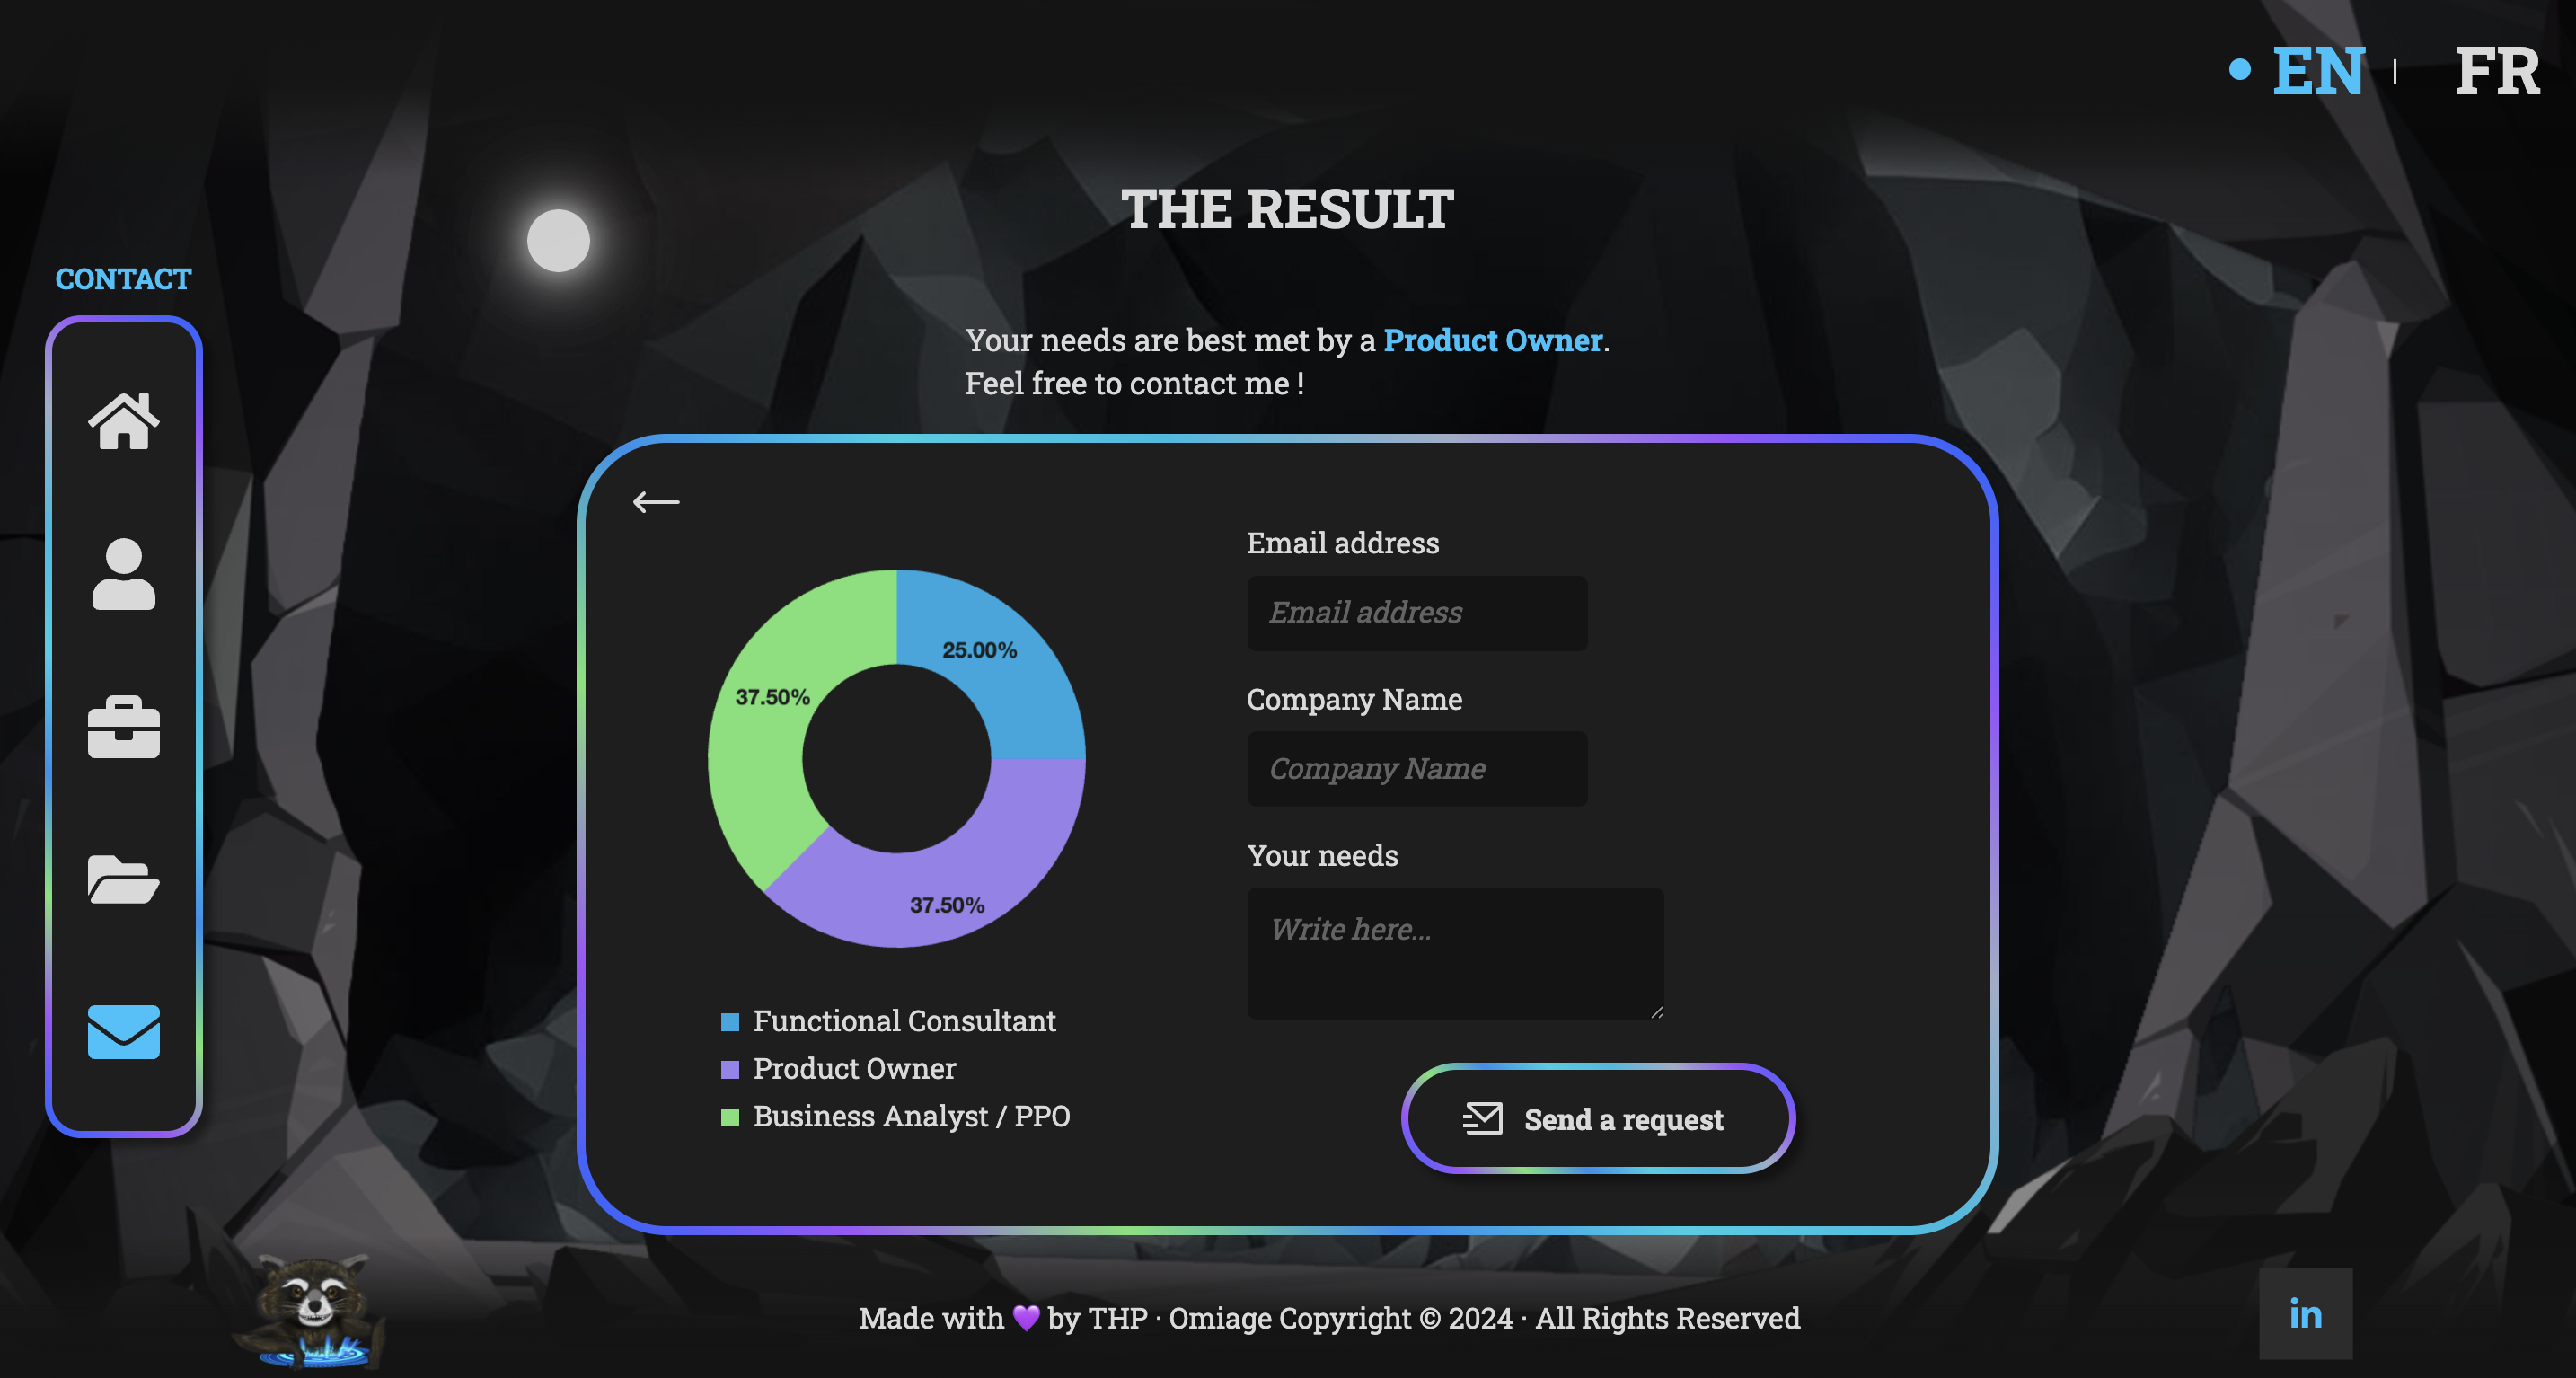 EN | FR
THE RESULT
CONTACT
Your needs are best met by a Product Owner.
Feel free to contact me !
Email address
Email address
Company Name
Company Name
Your needs
Write here...
25.00%
37.50%
37.50%
Functional Consultant
Product Owner
Business Analyst / PPO
Send a request
Made with 💜 by THP · Omiage Copyright © 2024 · All Rights Reserved
in